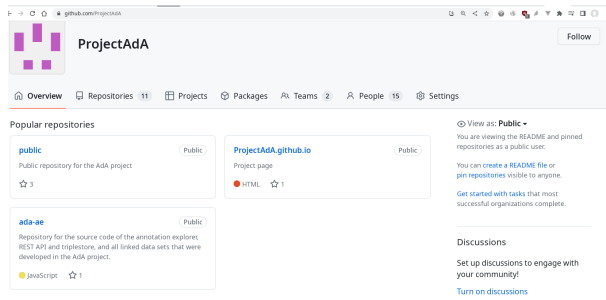 github.com/ProjectAdA
ProjectAdA
Follow
Overview
Repositories 11
Projects
Packages
Teams 2
People 15
Settings
Popular repositories
public
Public
Public repository for the AdA project
3
ProjectAdA.github.io
Public
Project page
HTML
1
ada-ae
Public
Repository for the source code of the annotation explorer,
REST API and triplestore, and all linked data sets that were
developed in the AdA project.
JavaScript
1
View as: Public
You are viewing the README and pinned
repositories as a public user.
You can create a README file or
pin repositories visible to anyone.
Get started with tasks that most
successful organizations complete.
Discussions
Set up discussions to engage with
your community!
Turn on discussions